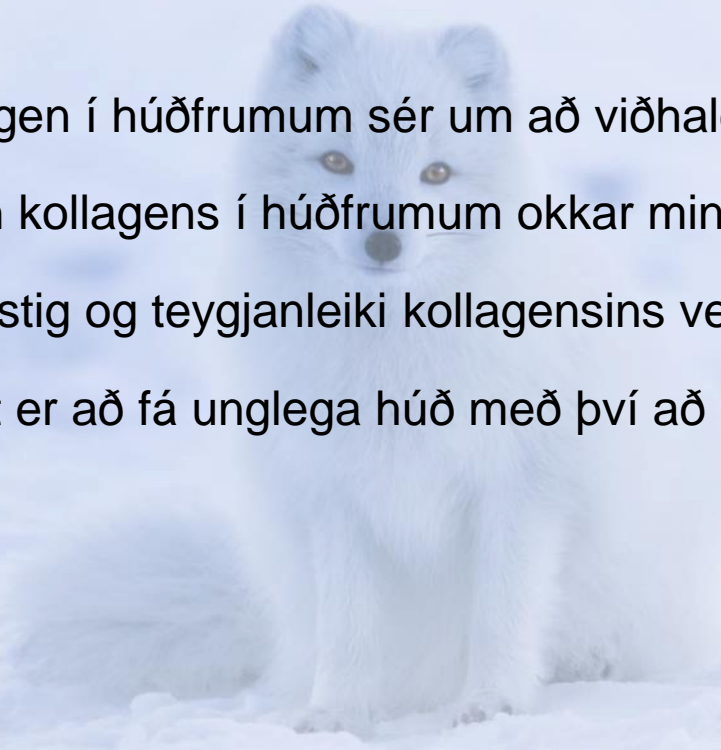 gen í húðfrumum sér um að viðhal
kollagens í húðfrumum okkar min
stig og teygjanleiki kollagensins ve
er að fá unglega húð með því að